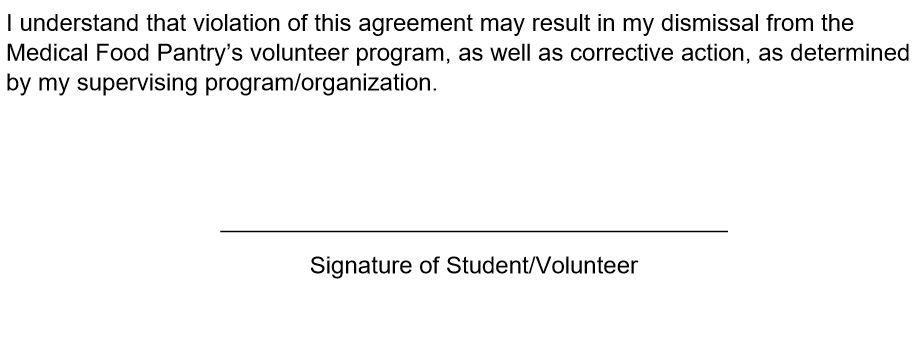 I understand that violation of this agreement may result in my dismissal from the
Medical Food Pantry’s volunteer program, as well as corrective action, as determined
by my supervising program/organization.
Signature of Student/Volunteer